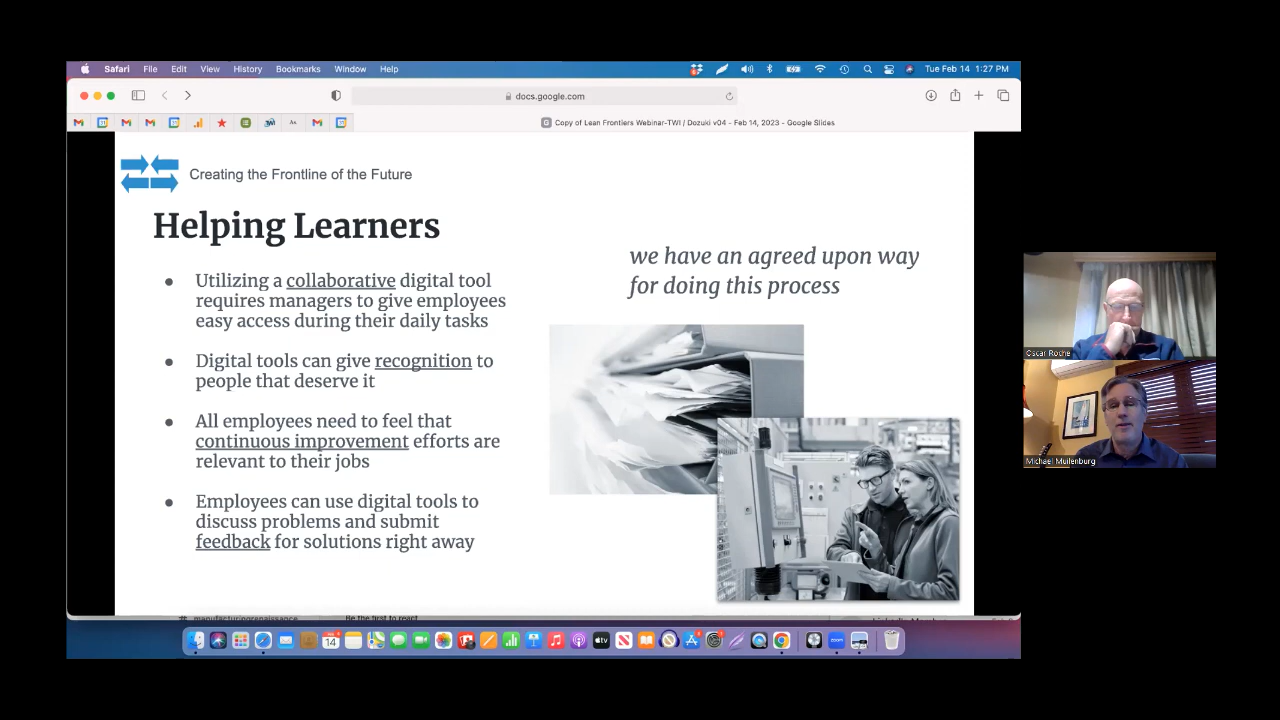 Safari File Edit View History Bookmarks Window Help Tue Feb 14 1:27 PM
docs.google.com
Copy of Lean Frontiers Webinar-TWI / Dozuki v04 - Feb 14, 2023 - Google Slides
Creating the Frontline of the Future
Helping Learners
we have an agreed upon way
for doing this process
● Utilizing a collaborative digital tool
requires managers to give employees
easy access during their daily tasks
● Digital tools can give recognition to
people that deserve it
● All employees need to feel that
continuous improvement efforts are
relevant to their jobs
● Employees can use digital tools to
discuss problems and submit
feedback for solutions right away
Oscar Roche
Michael Muilenburg
# manufacturingrenaissance
Be the first to react
14
zoom